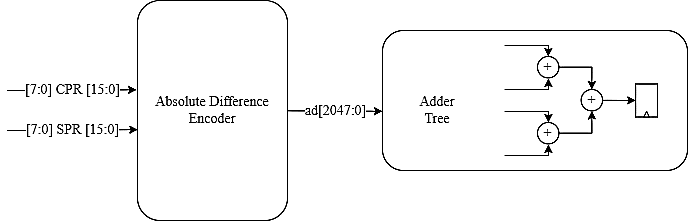 [7:0] CPR [15:0]
[7:0] SPR [15:0]
Absolute Difference
Encoder
ad[2047:0]
Adder
Tree
+
+
+